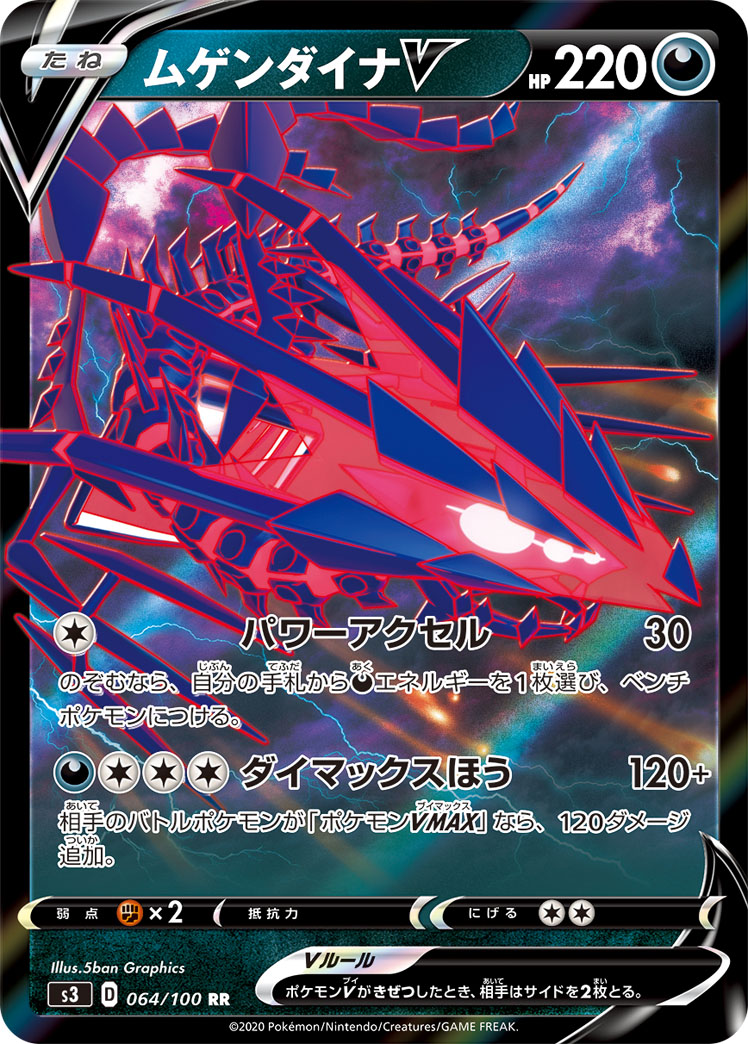 たね
ムゲンダイナV
HP220
パワーアクセル 30
のぞむなら、自分の手札からエネルギーを1枚選び、ベンチ
ポケモンにつける。
ダイマックスほう 120+
相手のバトルポケモンが「ポケモンVMAX」なら、120ダメージ
追加。
弱点 ×2 抵抗力 にげる
Illus.5ban Graphics
Vルール
ポケモンVがきぜつしたとき、相手はサイドを2枚とる。
s3 D 064/100 RR
©2020 Pokémon/Nintendo/Creatures/GAME FREAK.